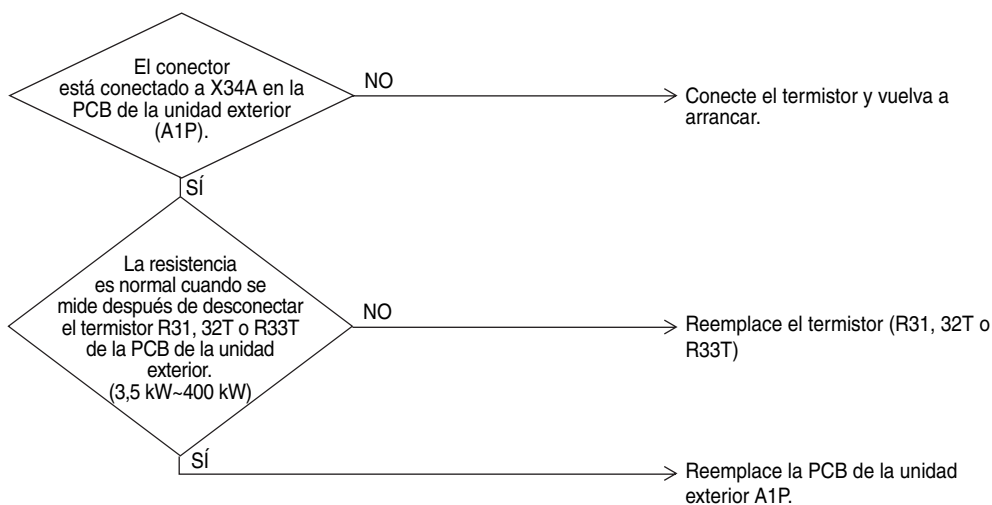 El conector
está conectado a X34A en la
PCB de la unidad exterior
(A1P).
NO
Conecte el termistor y vuelva a
arrancar.
SÍ
La resistencia
es normal cuando se
mide después de desconectar
el termistor R31, 32T o R33T
de la PCB de la unidad
exterior.
(3,5 kW~400 kW)
NO
Reemplace el termistor (R31, 32T o
R33T)
SÍ
Reemplace la PCB de la unidad
exterior A1P.